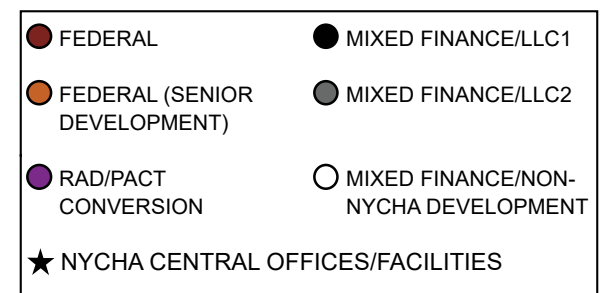 FEDERAL
MIXED FINANCE/LLC1
FEDERAL (SENIOR
DEVELOPMENT)
MIXED FINANCE/LLC2
RAD/PACT
CONVERSION
MIXED FINANCE/NON-
NYCHA DEVELOPMENT
NYCHA CENTRAL OFFICES/FACILITIES